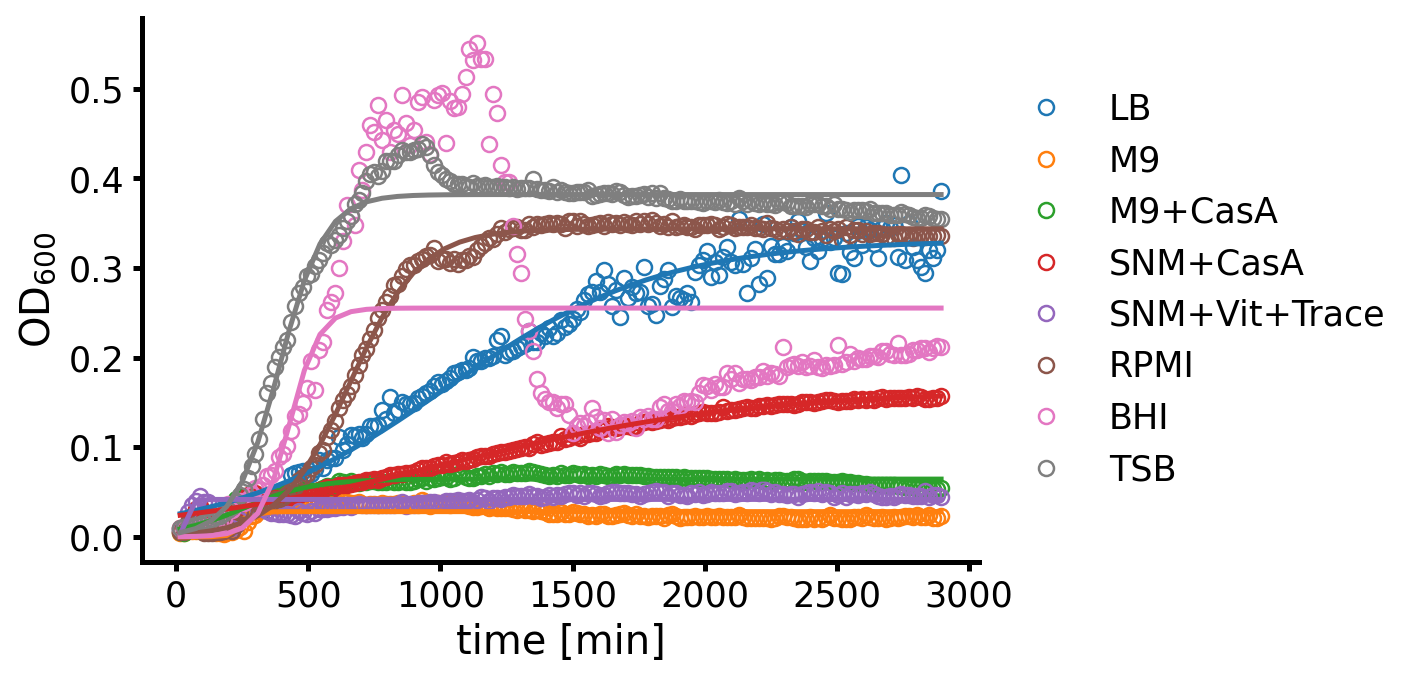 OD600
0.5
0.4
0.3
0.2
0.1
0.0
0 500 1000 1500 2000 2500 3000
time [min]
LB
M9
M9+CasA
SNM+CasA
SNM+Vit+Trace
RPMI
BHI
TSB